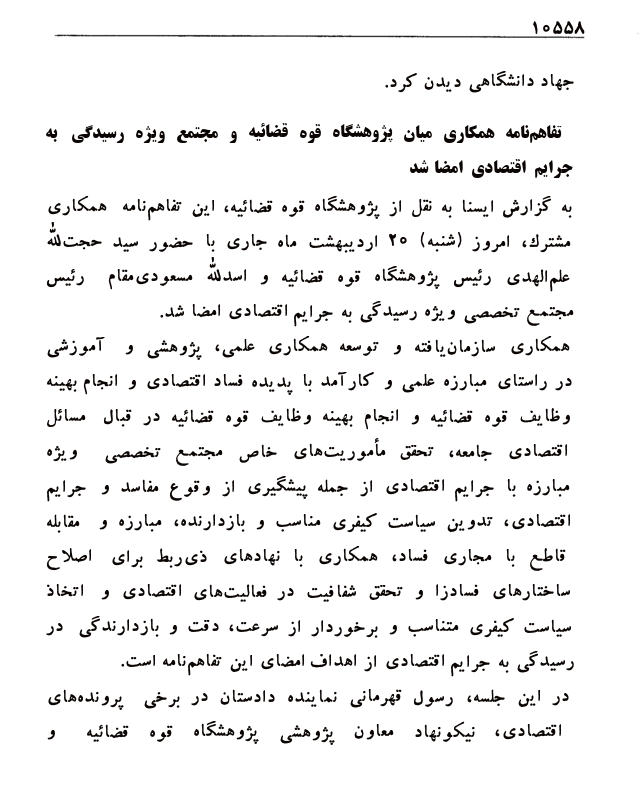 ۱۰۵۵۸
جهاد دانشگاهی دیدن کرد.
تفاهم‌نامه همکاری میان پژوهشگاه قوه قضائیه و مجتمع ویژه رسیدگی به
جرایم اقتصادی امضا شد
به گزارش ایسنا به نقل از پژوهشگاه قوه قضائیه، این تفاهم‌نامه همکاری
مشترك، امروز (شنبه) ۲۰ اردیبهشت ماه جاری با حضور سید حجت‌الله
علم‌الهدی رئیس پژوهشگاه قوه قضائیه و اسدالله مسعودی‌مقام رئیس
مجتمع تخصصی ویژه رسیدگی به جرایم اقتصادی امضا شد.
همکاری سازمان‌یافته و توسعه همکاری علمی، پژوهشی و آموزشی
در راستای مبارزه علمی و کارآمد با پدیده فساد اقتصادی و انجام بهینه
وظایف قوه قضائیه و انجام بهینه وظایف قوه قضائیه در قبال مسائل
اقتصادی جامعه، تحقق مأموریت‌های خاص مجتمع تخصصی ویژه
مبارزه با جرایم اقتصادی از جمله پیشگیری از وقوع مفاسد و جرایم
اقتصادی، تدوین سیاست کیفری مناسب و بازدارنده، مبارزه و مقابله
قاطع با مجاری فساد، همکاری با نهادهای ذی‌ربط برای اصلاح
ساختارهای فسادزا و تحقق شفافیت در فعالیت‌های اقتصادی و اتخاذ
سیاست کیفری متناسب و برخوردار از سرعت، دقت و بازدارندگی در
رسیدگی به جرایم اقتصادی از اهداف امضای این تفاهم‌نامه است.
در این جلسه، رسول قهرمانی نماینده دادستان در برخی پرونده‌های
اقتصادی، نیکونهاد معاون پژوهشی پژوهشگاه قوه قضائیه و